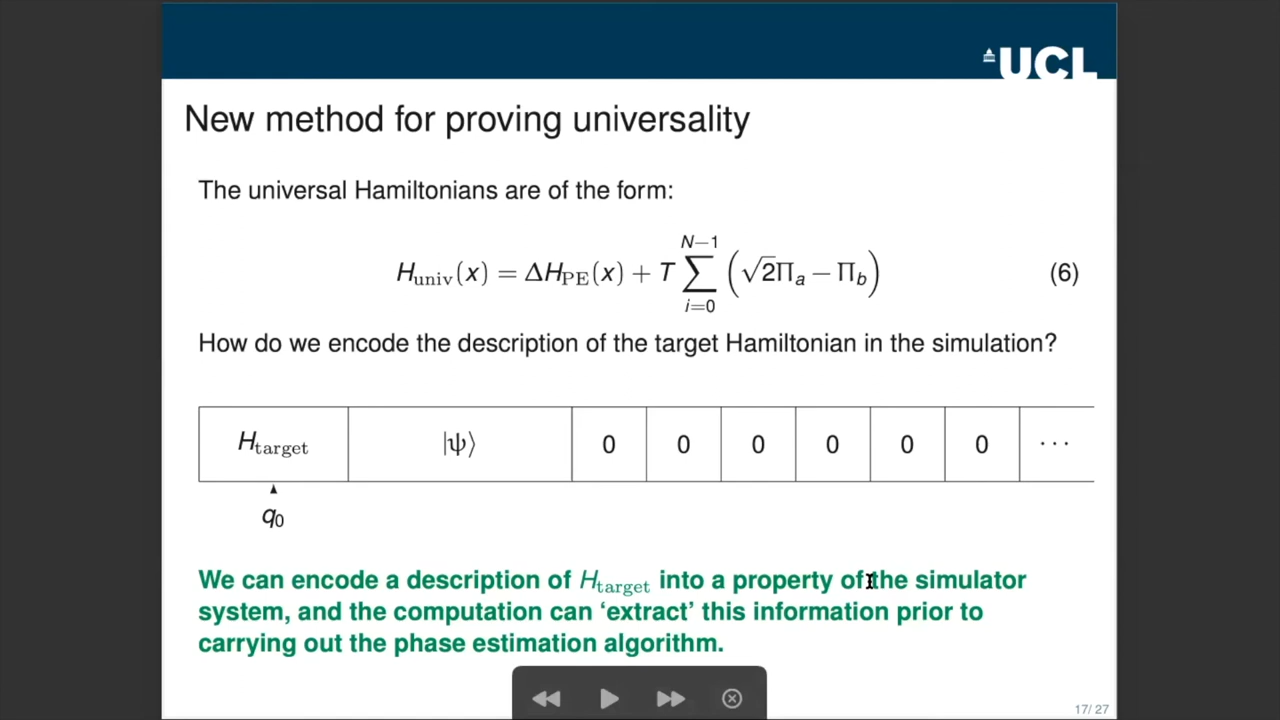 UCL
New method for proving universality
The universal Hamiltonians are of the form:
H_univ(x) = ΔH_PE(x) + T ∑_{i=0}^{N−1} (√2Π_a − Π_b) (6)
How do we encode the description of the target Hamiltonian in the simulation?
H_target |ψ⟩ 0 0 0 0 0 0 ···
q_0
We can encode a description of H_target into a property of the simulator
system, and the computation can ‘extract’ this information prior to
carrying out the phase estimation algorithm.
17/ 27